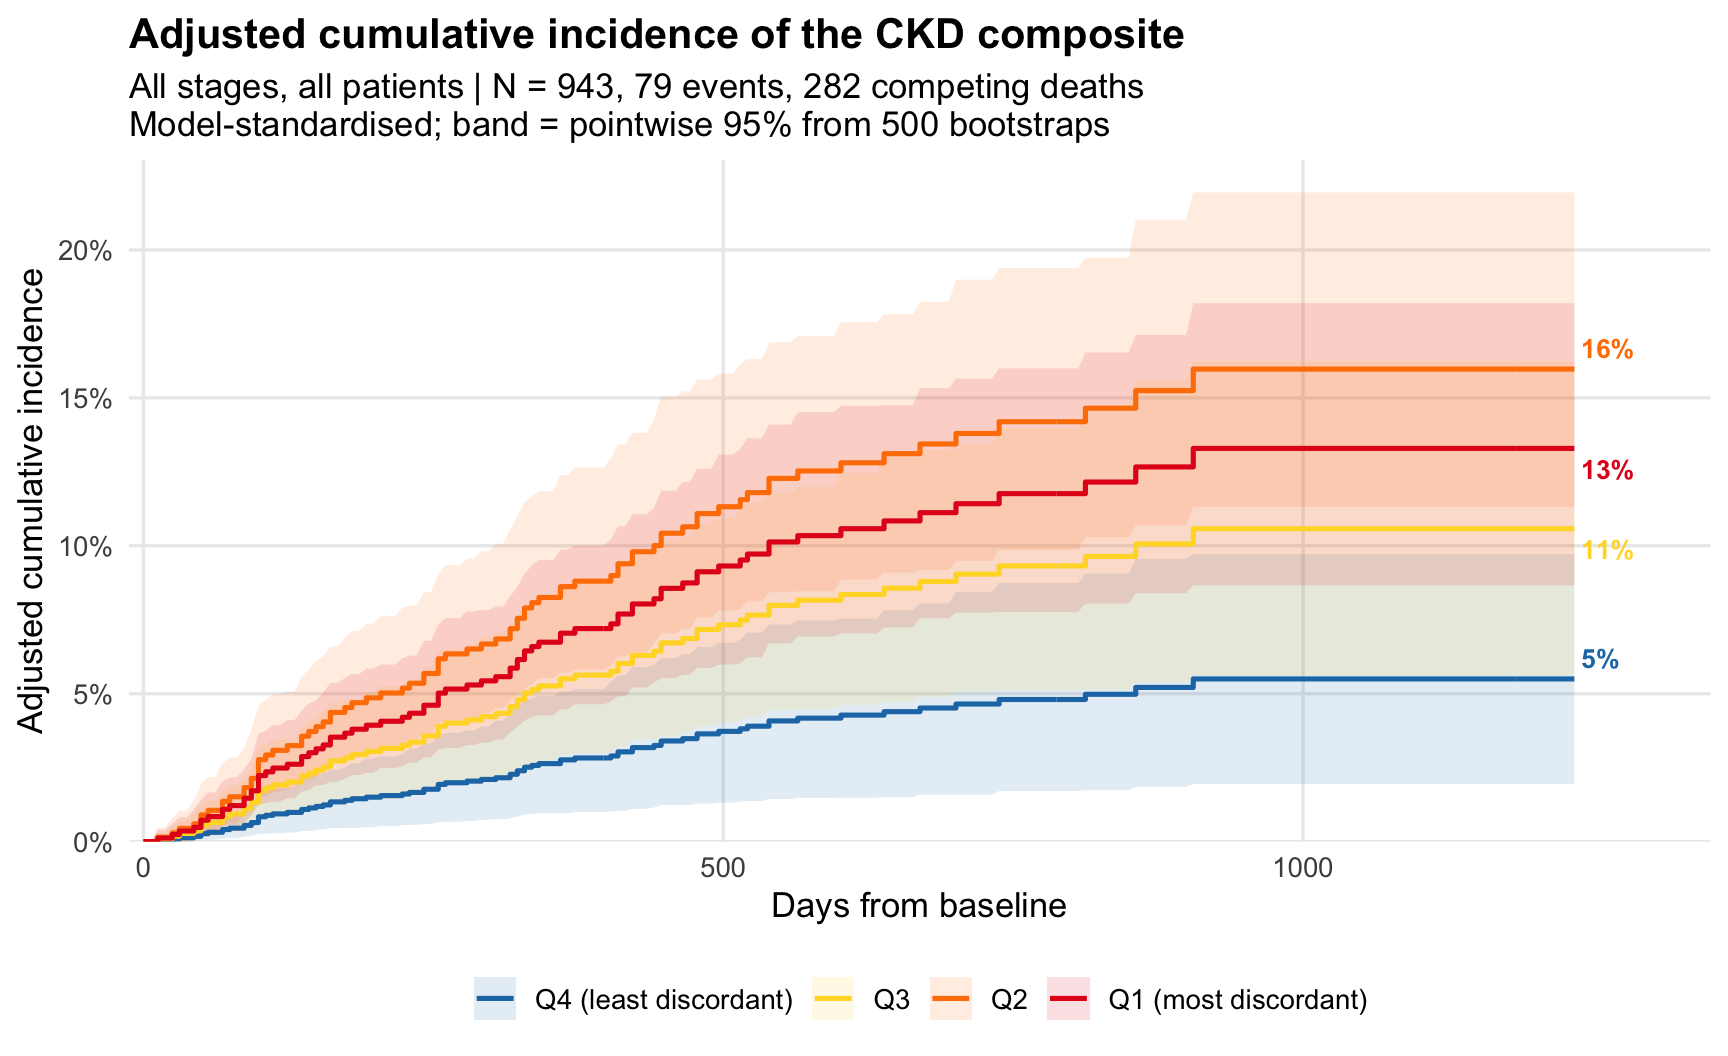 Adjusted cumulative incidence of the CKD composite
All stages, all patients | N = 943, 79 events, 282 competing deaths
Model-standardised; band = pointwise 95% from 500 bootstraps
Adjusted cumulative incidence
20%
15%
10%
5%
0%
16%
13%
11%
5%
0
500
1000
Days from baseline
Q4 (least discordant)
Q3
Q2
Q1 (most discordant)